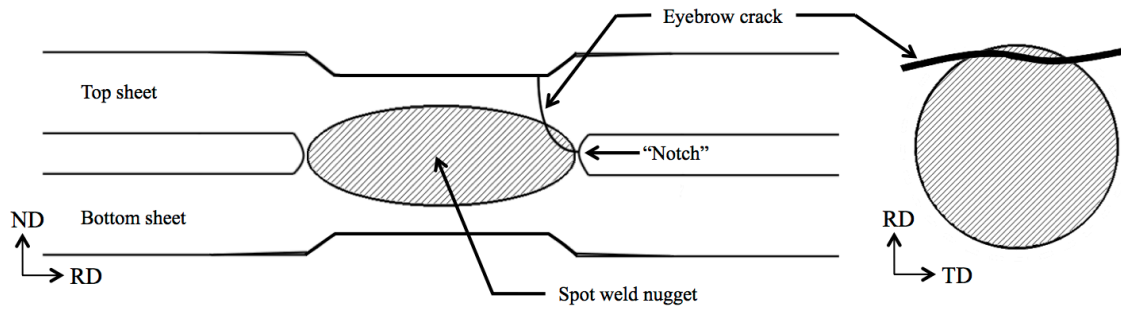 Eyebrow crack
Top sheet
“Notch”
Bottom sheet
ND
RD
RD
TD
Spot weld nugget